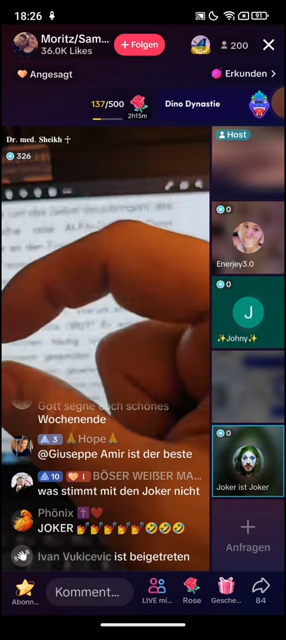 18:26
91
Moritz/Sam...
36.0K Likes
+ Folgen
200
Angesagt
Erkunden >
137/500
2h15m
Dino Dynastie
Dr. med. Sheikh ♱
326
Host
0
Enerjey3.0
0
J
✨Johny✨
0
Joker ist Joker
Gott segne euch schönes
Wochenende
3 🙏Hope🙏
@Giuseppe Amir ist der beste
10 1 BÖSER WEIßER MA...
was stimmt mit den Joker nicht
Phönix ✝️❤️
JOKER 💅💅💅💅💅🤣🤣🤣
Ivan Vukicevic ist beigetreten
+
Anfragen
Abonn...
Komment...
LIVE mi...
Rose
Gesche...
84